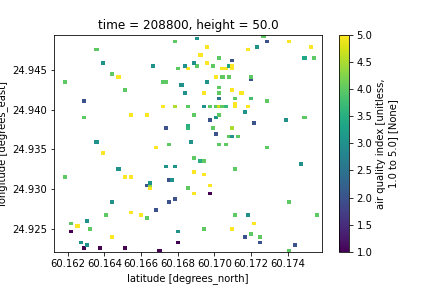 time = 208800, height = 50.0
24.945
24.940
24.935
24.930
24.925
longitude [degrees_east]
60.162 60.164 60.166 60.168 60.170 60.172 60.174
latitude [degrees_north]
5.0
4.5
4.0
3.5
3.0
2.5
2.0
1.5
1.0
air quality index [unitless,
1.0 to 5.0] [None]